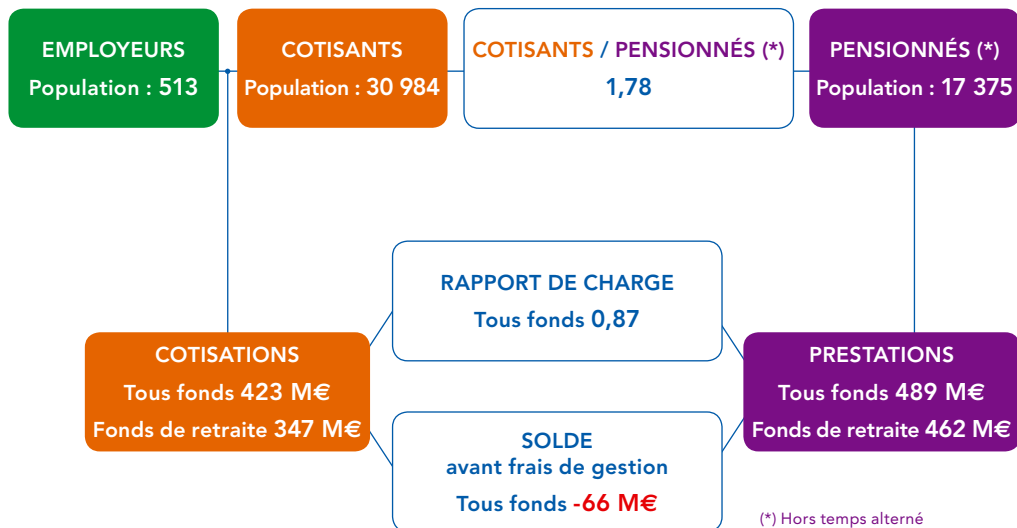 EMPLOYEURS
Population : 513
COTISANTS
Population : 30 984
COTISANTS / PENSIONNÉS (*)
1,78
PENSIONNÉS (*)
Population : 17 375
RAPPORT DE CHARGE
Tous fonds 0,87
COTISATIONS
Tous fonds 423 M€
Fonds de retraite 347 M€
PRESTATIONS
Tous fonds 489 M€
Fonds de retraite 462 M€
SOLDE
avant frais de gestion
Tous fonds -66 M€
(*) Hors temps alterné